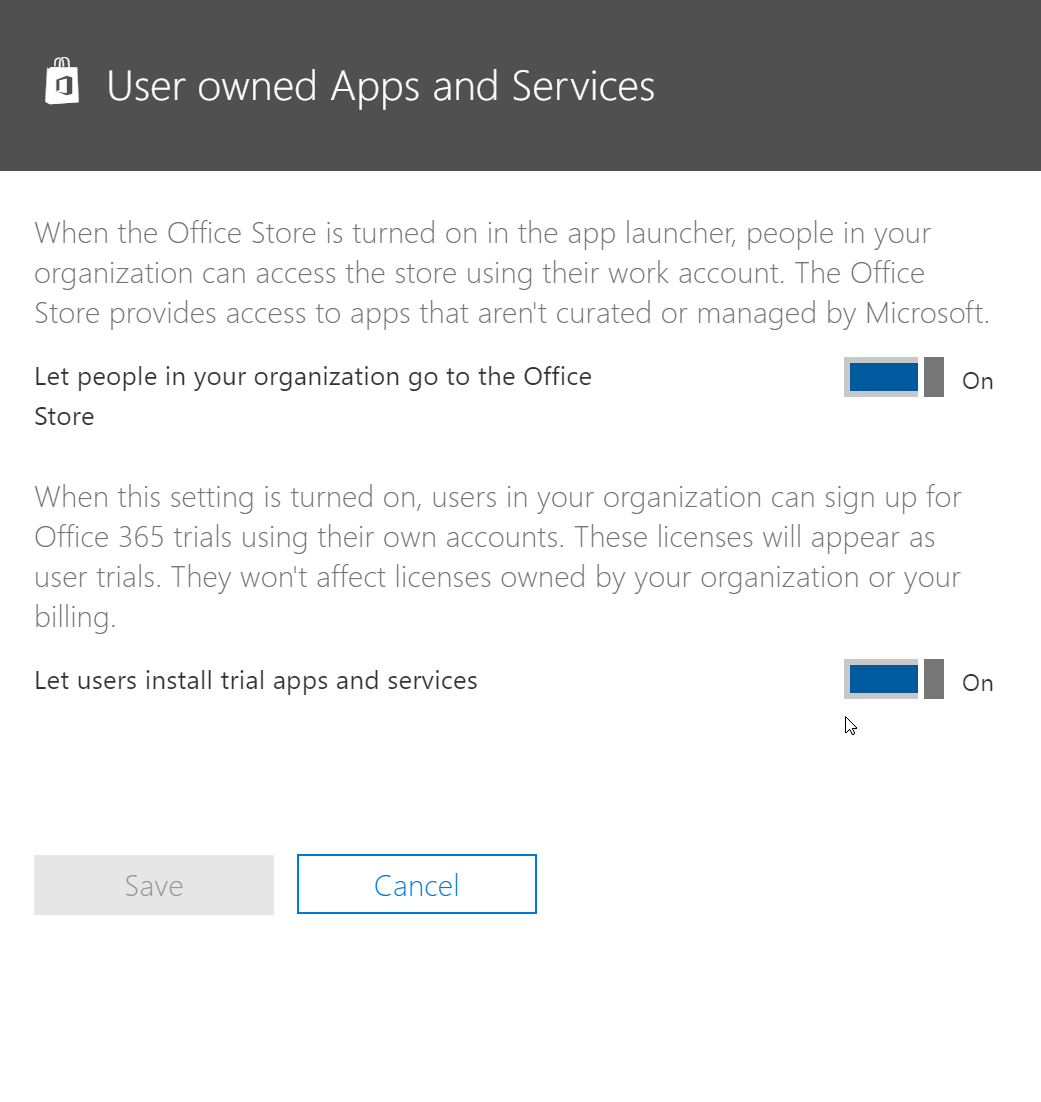 User owned Apps and Services
When the Office Store is turned on in the app launcher, people in your
organization can access the store using their work account. The Office
Store provides access to apps that aren't curated or managed by Microsoft.
Let people in your organization go to the Office
Store
On
When this setting is turned on, users in your organization can sign up for
Office 365 trials using their own accounts. These licenses will appear as
user trials. They won't affect licenses owned by your organization or your
billing.
Let users install trial apps and services
On
Save
Cancel